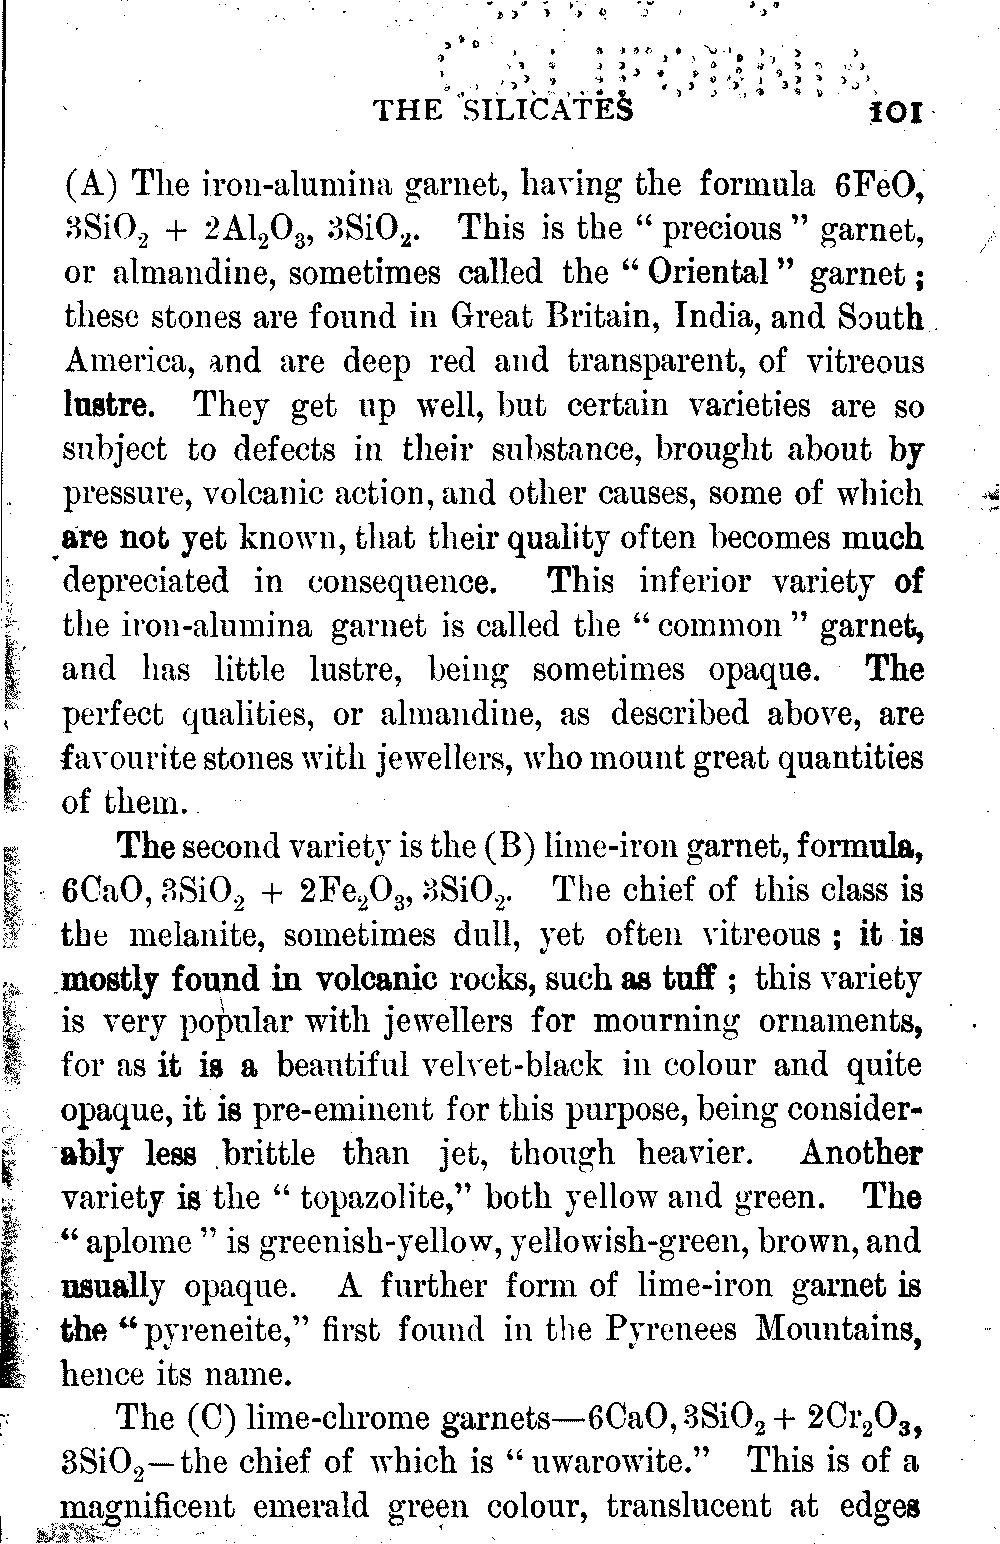 CALIFORNIA
THE SILICATES 101
(A) The iron-alumina garnet, having the formula 6FeO,
3SiO₂ + 2Al₂O₃, 3SiO₂. This is the “ precious ” garnet,
or almandine, sometimes called the “ Oriental ” garnet ;
these stones are found in Great Britain, India, and South
America, and are deep red and transparent, of vitreous
lustre. They get up well, but certain varieties are so
subject to defects in their substance, brought about by
pressure, volcanic action, and other causes, some of which
are not yet known, that their quality often becomes much
depreciated in consequence. This inferior variety of
the iron-alumina garnet is called the “ common ” garnet,
and has little lustre, being sometimes opaque. The
perfect qualities, or almandine, as described above, are
favourite stones with jewellers, who mount great quantities
of them.
The second variety is the (B) lime-iron garnet, formula,
6CaO, 3SiO₂ + 2Fe₂O₃, 3SiO₂. The chief of this class is
the melanite, sometimes dull, yet often vitreous ; it is
mostly found in volcanic rocks, such as tuff ; this variety
is very popular with jewellers for mourning ornaments,
for as it is a beautiful velvet-black in colour and quite
opaque, it is pre-eminent for this purpose, being consider-
ably less brittle than jet, though heavier. Another
variety is the “ topazolite,” both yellow and green. The
“ aplome ” is greenish-yellow, yellowish-green, brown, and
usually opaque. A further form of lime-iron garnet is
the “ pyreneite,” first found in the Pyrenees Mountains,
hence its name.
The (C) lime-chrome garnets—6CaO, 3SiO₂ + 2Cr₂O₃,
3SiO₂—the chief of which is “ uwarowite.” This is of a
magnificent emerald green colour, translucent at edges